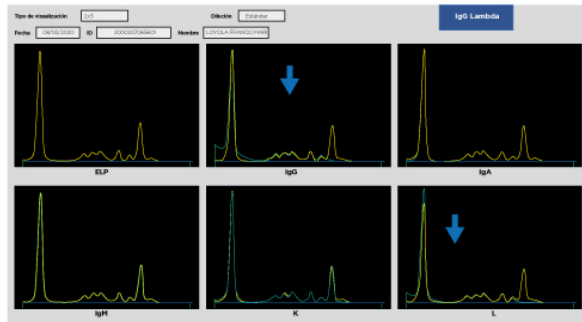 Tipo de visualización 2x3 Dilución Estándar IgG Lambda
Fecha ID Nombre
ELP IgG IgA
IgM K L